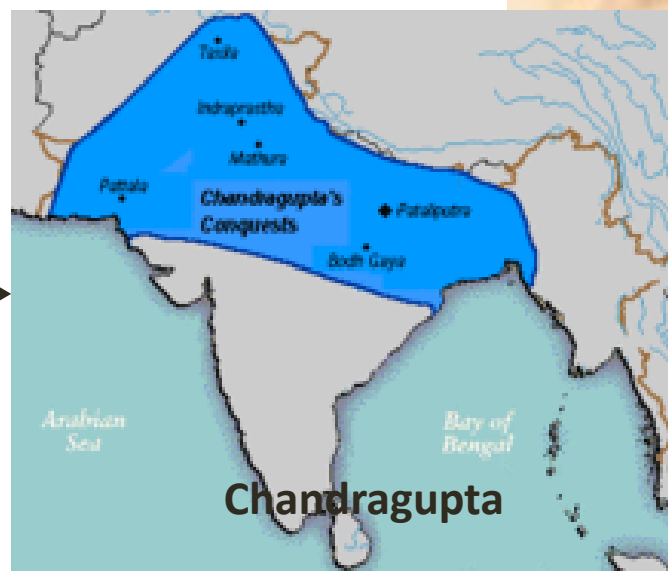 Taxila
Indraprastha
Mathura
Pattala
Chandragupta's
Conquests
Pataliputra
Bodh Gaya
Arabian
Sea
Bay of
Bengal
Chandragupta